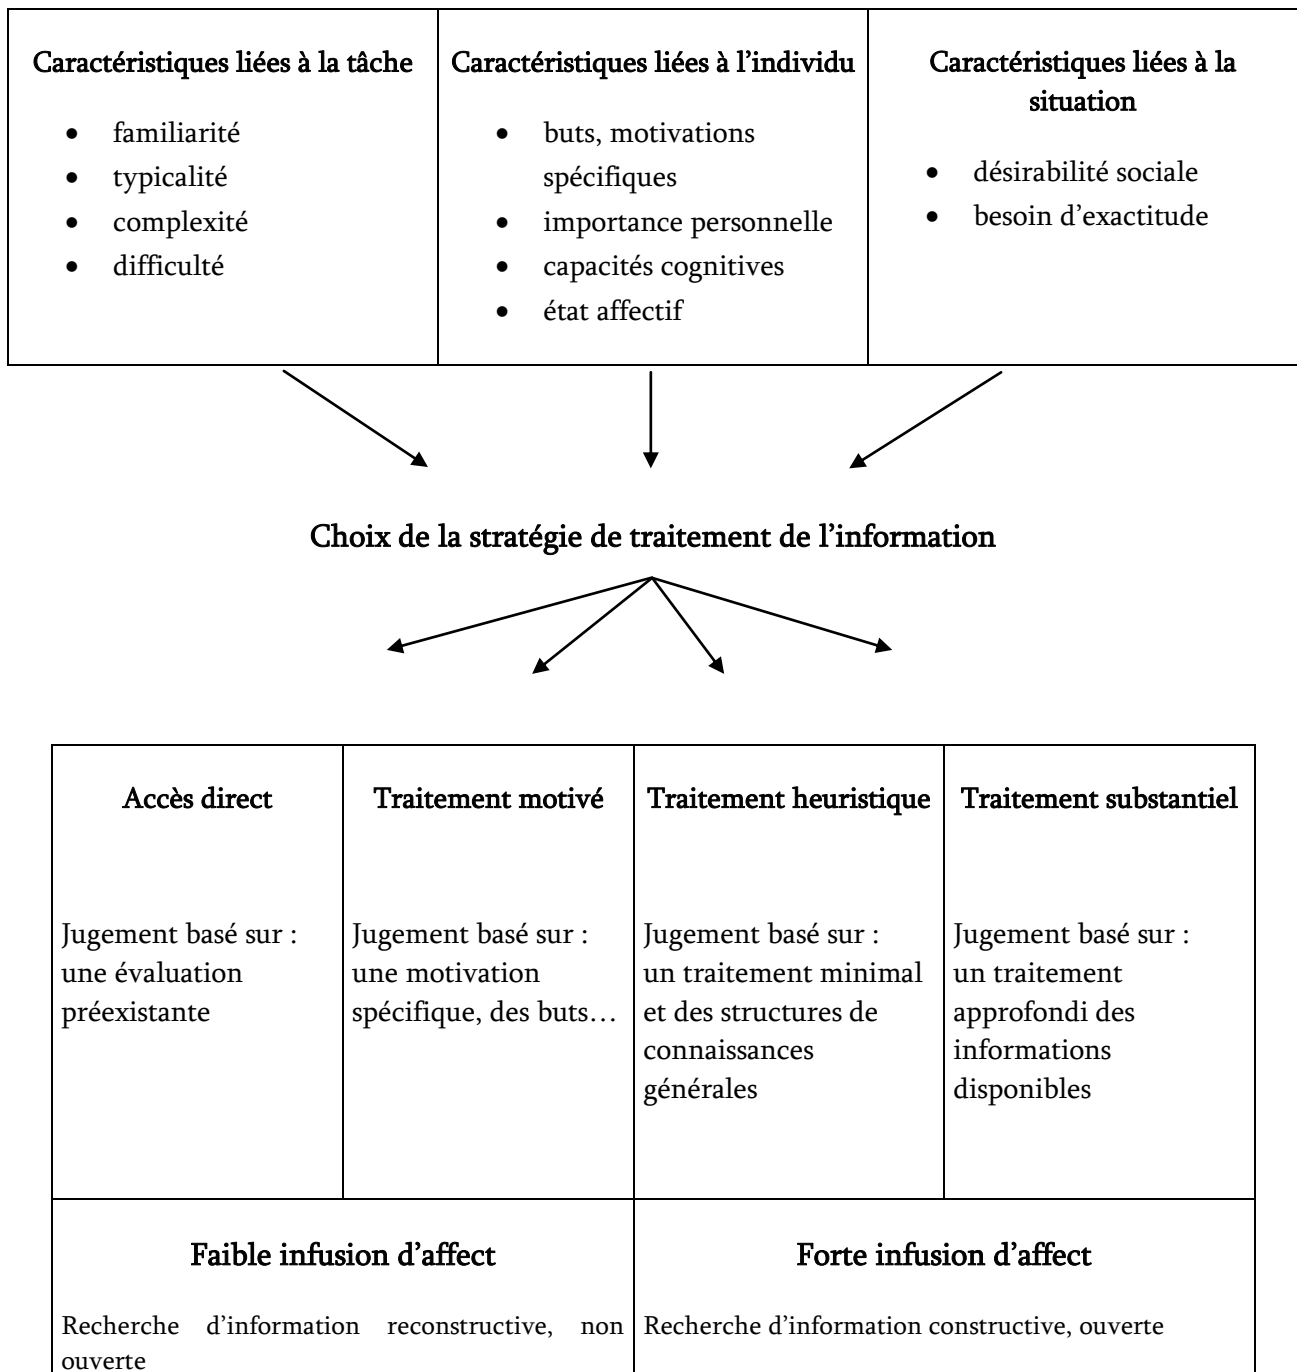 Caractéristiques liées à la tâche
• familiarité
• typicalité
• complexité
• difficulté
Caractéristiques liées à l’individu
• buts, motivations
spécifiques
• importance personnelle
• capacités cognitives
• état affectif
Caractéristiques liées à la
situation
• désirabilité sociale
• besoin d’exactitude
Choix de la stratégie de traitement de l’information
Accès direct
Jugement basé sur :
une évaluation
préexistante
Traitement motivé
Jugement basé sur :
une motivation
spécifique, des buts…
Traitement heuristique
Jugement basé sur :
un traitement minimal
et des structures de
connaissances
générales
Traitement substantiel
Jugement basé sur :
un traitement
approfondi des
informations
disponibles
Faible infusion d’affect
Recherche d’information reconstructive, non
ouverte
Forte infusion d’affect
Recherche d’information constructive, ouverte